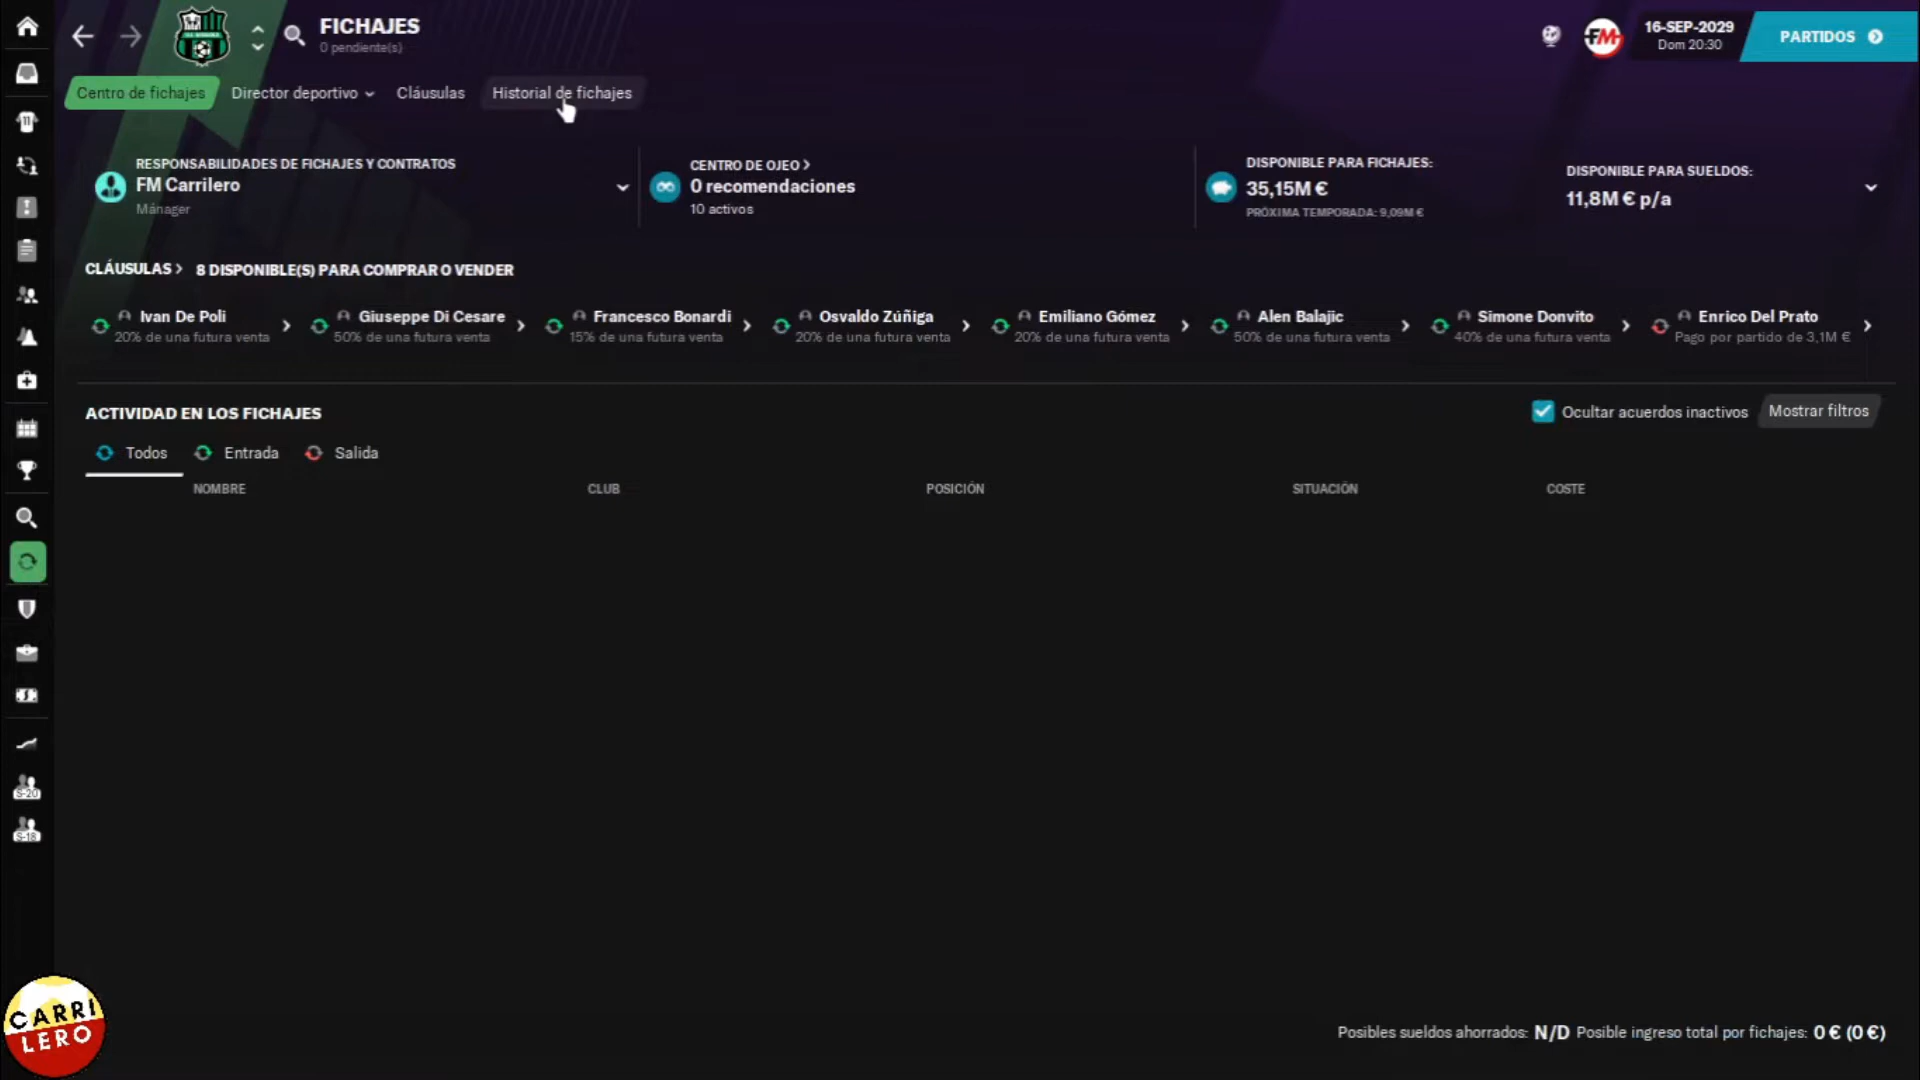 FICHAJES
0 pendiente(s)
FM
16-SEP-2029
Dom 20:30
PARTIDOS
Centro de fichajes
Director deportivo
Cláusulas
Historial de fichajes
RESPONSABILIDADES DE FICHAJES Y CONTRATOS
FM Carrilero
Mánager
CENTRO DE OJEO >
0 recomendaciones
10 activos
DISPONIBLE PARA FICHAJES:
35,15M €
PRÓXIMA TEMPORADA: 9,09M €
DISPONIBLE PARA SUELDOS:
11,8M € p/a
CLÁUSULAS > 8 DISPONIBLE(S) PARA COMPRAR O VENDER
Ivan De Poli
20% de una futura venta
Giuseppe Di Cesare
50% de una futura venta
Francesco Bonardi
15% de una futura venta
Osvaldo Zúñiga
20% de una futura venta
Emiliano Gómez
20% de una futura venta
Alen Balajic
50% de una futura venta
Simone Donvito
40% de una futura venta
Enrico Del Prato
Pago por partido de 3,1M €
ACTIVIDAD EN LOS FICHAJES
Ocultar acuerdos inactivos
Mostrar filtros
Todos
Entrada
Salida
NOMBRE CLUB POSICIÓN SITUACIÓN COSTE
S-20
S-18
CARRI
LERO
Posibles sueldos ahorrados: N/D Posible ingreso total por fichajes: 0 € (0 €)